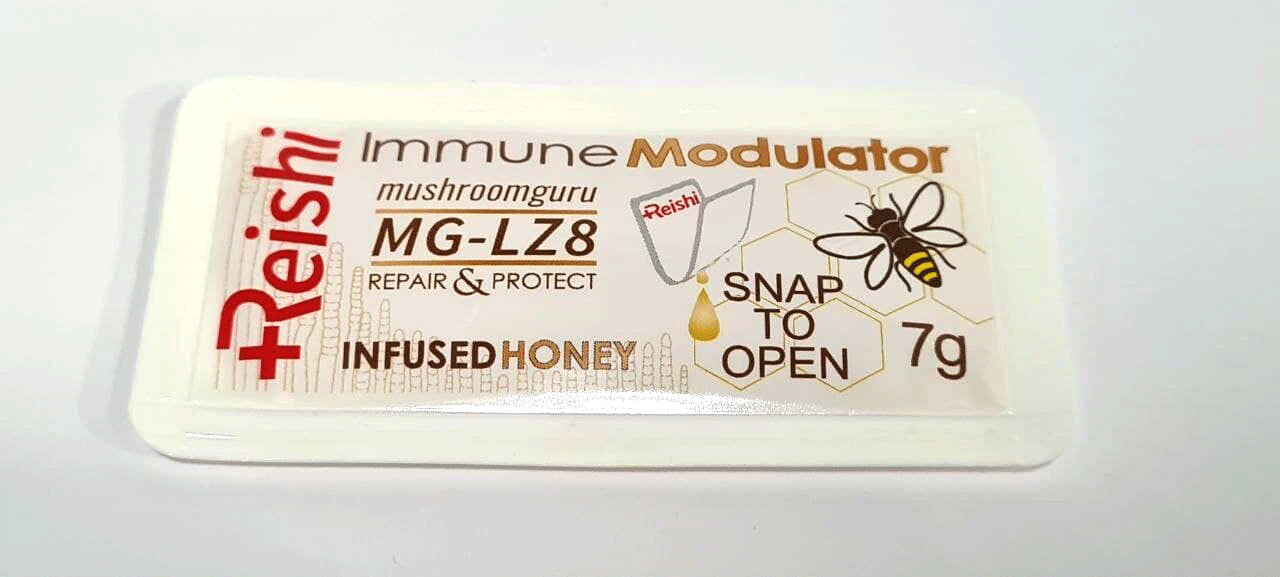 +Reishi
Immune Modulator
mushroomguru
MG-LZ8
REPAIR & PROTECT
INFUSED HONEY
+Reishi
SNAP
TO
OPEN
7g